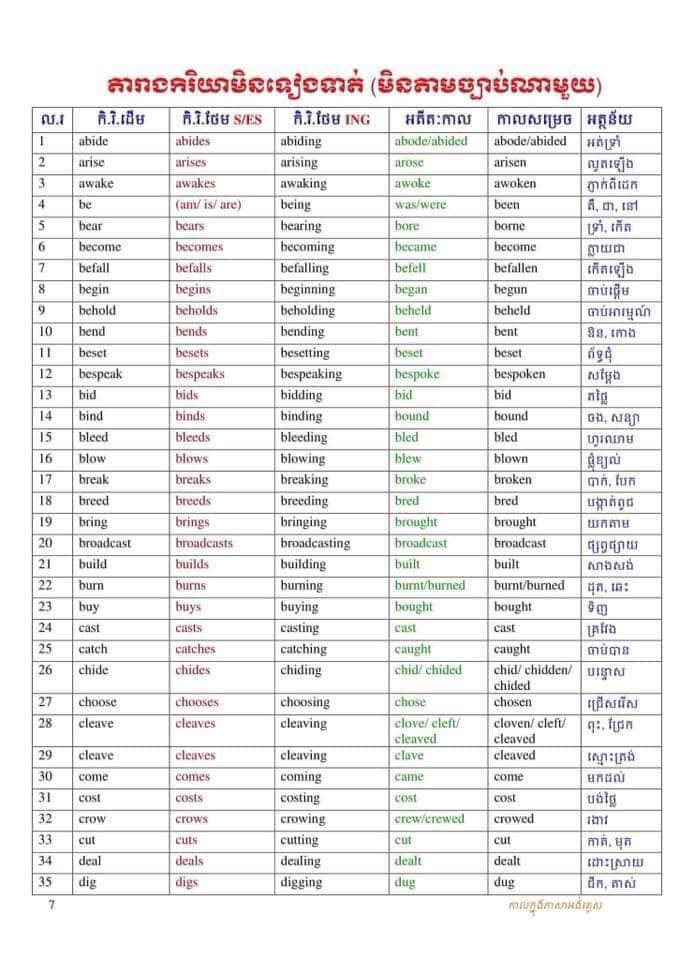 តារាងកិរិយាមិនទៀងទាត់ (មិនតាមច្បាប់ណាមួយ)
ល.រ កិ.រិ.ដើម កិ.រិ.ថែម S/ES កិ.រិ.ថែម ING អតីតៈកាល កាលសម្រេច អត្ថន័យ
1 abide abides abiding abode/abided abode/abided អត់ទ្រាំ
2 arise arises arising arose arisen លូតឡើង
3 awake awakes awaking awoke awoken ភ្ញាក់ពីដេក
4 be (am/ is/ are) being was/were been គឺ, ជា, នៅ
5 bear bears bearing bore borne ទ្រាំ, កើត
6 become becomes becoming became become ក្លាយជា
7 befall befalls befalling befell befallen កើតឡើង
8 begin begins beginning began begun ចាប់ផ្តើម
9 behold beholds beholding beheld beheld ចាប់អារម្មណ៍
10 bend bends bending bent bent ឱន, កោង
11 beset besets besetting beset beset ព័ទ្ធជុំ
12 bespeak bespeaks bespeaking bespoke bespoken សម្តែង
13 bid bids bidding bid bid តថ្លៃ
14 bind binds binding bound bound ចង, សន្យា
15 bleed bleeds bleeding bled bled ហូរឈាម
16 blow blows blowing blew blown ផ្លុំខ្យល់
17 break breaks breaking broke broken បាក់, បែក
18 breed breeds breeding bred bred បង្កាត់ពូជ
19 bring brings bringing brought brought យកតាម
20 broadcast broadcasts broadcasting broadcast broadcast ផ្សព្វផ្សាយ
21 build builds building built built សាងសង់
22 burn burns burning burnt/burned burnt/burned ដុត, ឆេះ
23 buy buys buying bought bought ទិញ
24 cast casts casting cast cast គ្រវែង
25 catch catches catching caught caught ចាប់បាន
26 chide chides chiding chid/ chided chid/ chidden/ បន្ទោស
chided
27 choose chooses choosing chose chosen ជ្រើសរើស
28 cleave cleaves cleaving clove/ cleft/ cloven/ cleft/ ពុះ, ជ្រែក
cleaved cleaved
29 cleave cleaves cleaving clave cleaved ស្មោះត្រង់
30 come comes coming came come មកដល់
31 cost costs costing cost cost បង់ថ្លៃ
32 crow crows crowing crew/crewed crowed រងាវ
33 cut cuts cutting cut cut កាត់, មុត
34 deal deals dealing dealt dealt ដោះស្រាយ
35 dig digs digging dug dug ជីក, គាស់
7 កាលក្នុងភាសាអង់គ្លេស